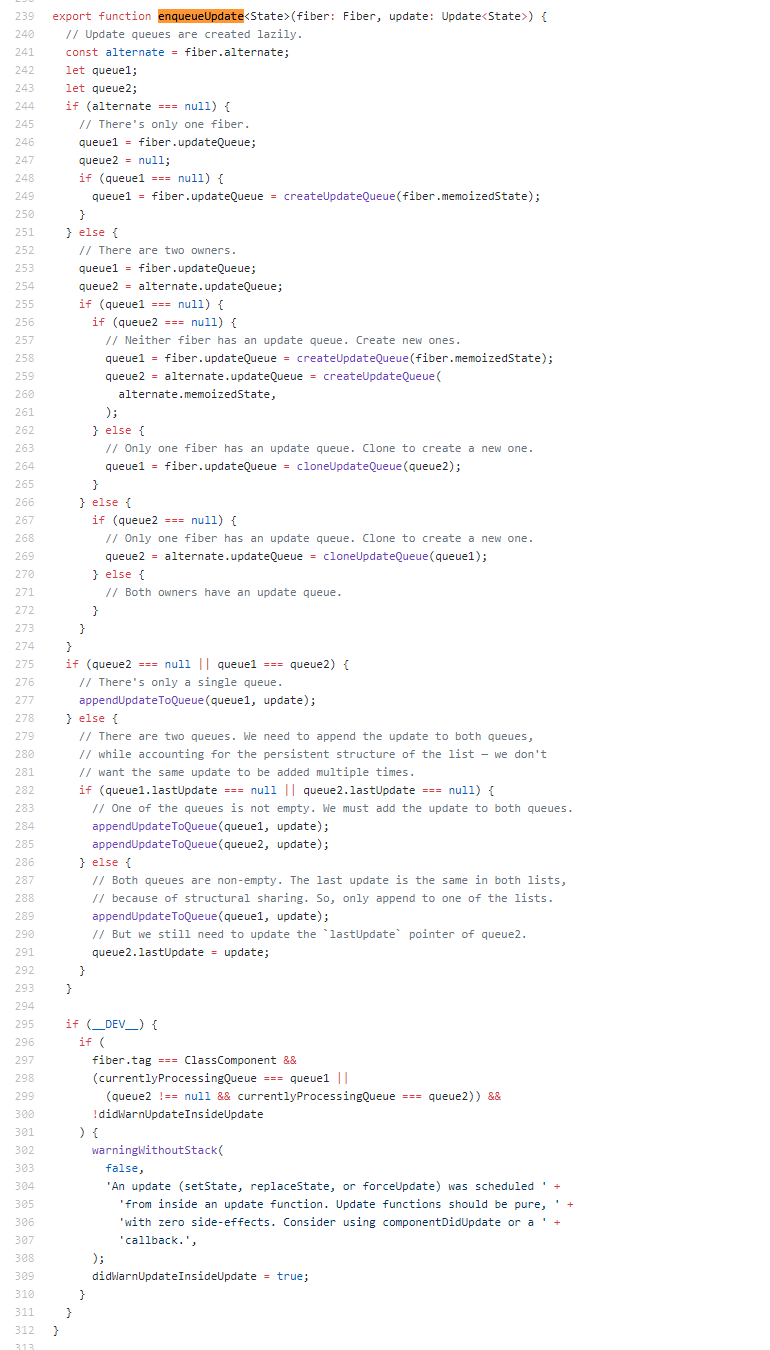 239 export function enqueueUpdate<State>(fiber: Fiber, update: Update<State>) {
240   // Update queues are created lazily.
241   const alternate = fiber.alternate;
242   let queue1;
243   let queue2;
244   if (alternate === null) {
245     // There's only one fiber.
246     queue1 = fiber.updateQueue;
247     queue2 = null;
248     if (queue1 === null) {
249       queue1 = fiber.updateQueue = createUpdateQueue(fiber.memoizedState);
250     }
251   } else {
252     // There are two owners.
253     queue1 = fiber.updateQueue;
254     queue2 = alternate.updateQueue;
255     if (queue1 === null) {
256       if (queue2 === null) {
257         // Neither fiber has an update queue. Create new ones.
258         queue1 = fiber.updateQueue = createUpdateQueue(fiber.memoizedState);
259         queue2 = alternate.updateQueue = createUpdateQueue(
260           alternate.memoizedState,
261         );
262       } else {
263         // Only one fiber has an update queue. Clone to create a new one.
264         queue1 = fiber.updateQueue = cloneUpdateQueue(queue2);
265       }
266     } else {
267       if (queue2 === null) {
268         // Only one fiber has an update queue. Clone to create a new one.
269         queue2 = alternate.updateQueue = cloneUpdateQueue(queue1);
270       } else {
271         // Both owners have an update queue.
272       }
273     }
274   }
275   if (queue2 === null || queue1 === queue2) {
276     // There's only a single queue.
277     appendUpdateToQueue(queue1, update);
278   } else {
279     // There are two queues. We need to append the update to both queues,
280     // while accounting for the persistent structure of the list — we don't
281     // want the same update to be added multiple times.
282     if (queue1.lastUpdate === null || queue2.lastUpdate === null) {
283       // One of the queues is not empty. We must add the update to both queues.
284       appendUpdateToQueue(queue1, update);
285       appendUpdateToQueue(queue2, update);
286     } else {
287       // Both queues are non-empty. The last update is the same in both lists,
288       // because of structural sharing. So, only append to one of the lists.
289       appendUpdateToQueue(queue1, update);
290       // But we still need to update the `lastUpdate` pointer of queue2.
291       queue2.lastUpdate = update;
292     }
293   }
294
295   if (__DEV__) {
296     if (
297       fiber.tag === ClassComponent &&
298       (currentlyProcessingQueue === queue1 ||
299         (queue2 !== null && currentlyProcessingQueue === queue2)) &&
300       !didWarnUpdateInsideUpdate
301     ) {
302       warningWithoutStack(
303         false,
304         'An update (setState, replaceState, or forceUpdate) was scheduled ' +
305           'from inside an update function. Update functions should be pure, ' +
306           'with zero side-effects. Consider using componentDidUpdate or a ' +
307           'callback.',
308       );
309       didWarnUpdateInsideUpdate = true;
310     }
311   }
312 }
313